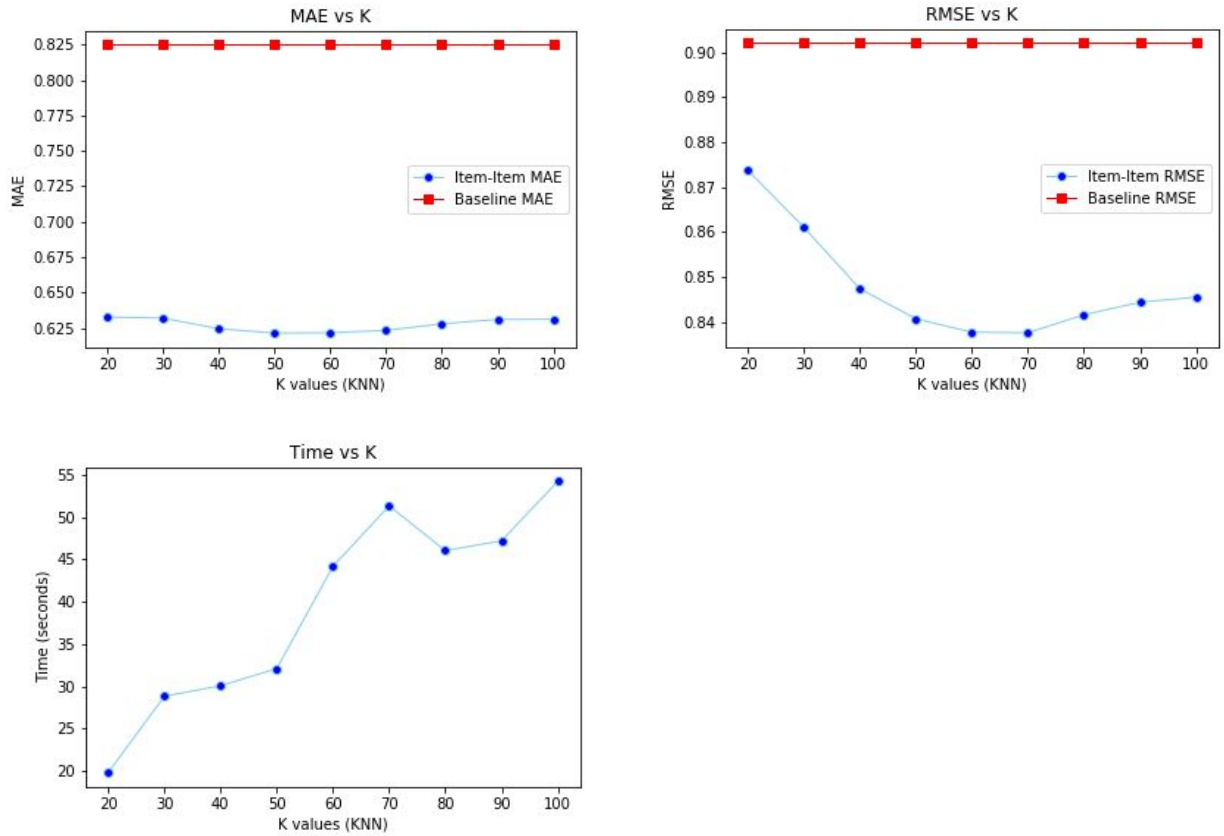 MAE vs K
0.825
0.800
0.775
0.750
0.725
0.700
0.675
0.650
0.625
MAE
Item-Item MAE
Baseline MAE
20 30 40 50 60 70 80 90 100
K values (KNN)
RMSE vs K
0.90
0.89
0.88
0.87
0.86
0.85
0.84
RMSE
Item-Item RMSE
Baseline RMSE
20 30 40 50 60 70 80 90 100
K values (KNN)
Time vs K
55
50
45
40
35
30
25
20
Time (seconds)
20 30 40 50 60 70 80 90 100
K values (KNN)